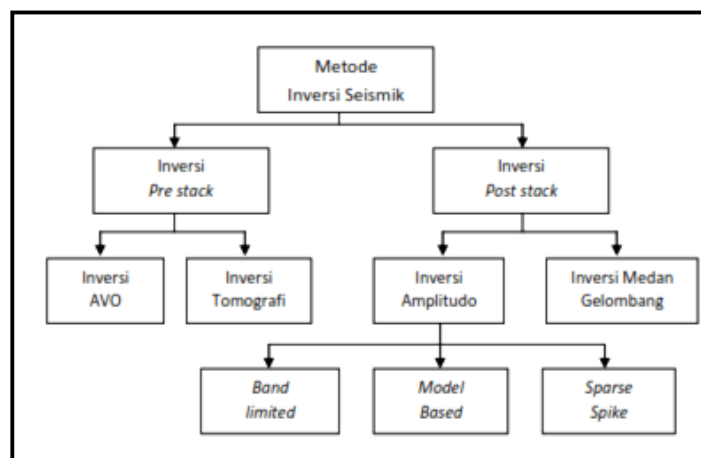 Metode
Inversi Seismik
Inversi
Pre stack
Inversi
Post stack
Inversi
AVO
Inversi
Tomografi
Inversi
Amplitudo
Inversi Medan
Gelombang
Band
limited
Model
Based
Sparse
Spike